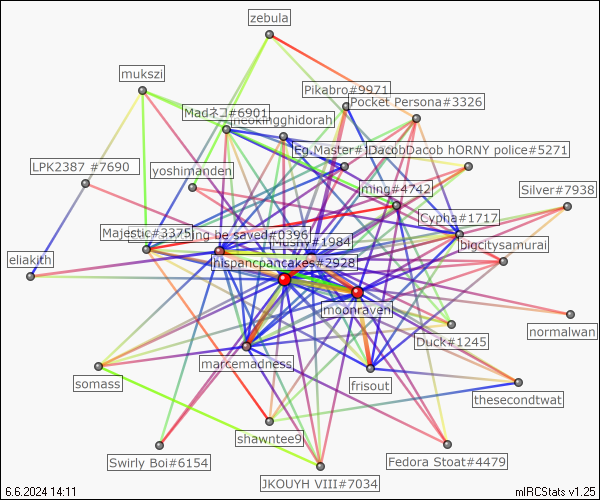 zebula
mukszi
Pikabro#9971
Pocket Persona#3326
Madネコ#6901
neokingghidorah
Eg.Master#
DacobDacob hORNY police#5271
LPK2387 #7690
yoshimanden
ming#4742
Silver#7938
Cypha#1717
Majestic#3375
ng be saved#0396
Mushy#1984
bigcitysamurai
eliakith
hispancpantakes#2928
moonraven
normalwan
Duck#1245
marcemadness
somass
frisout
thesecondtwat
shawntee9
Swirly Boi#6154
Fedora Stoat#4479
JKOUYH VIII#7034
6.6.2024 14:11
mIRCStats v1.25